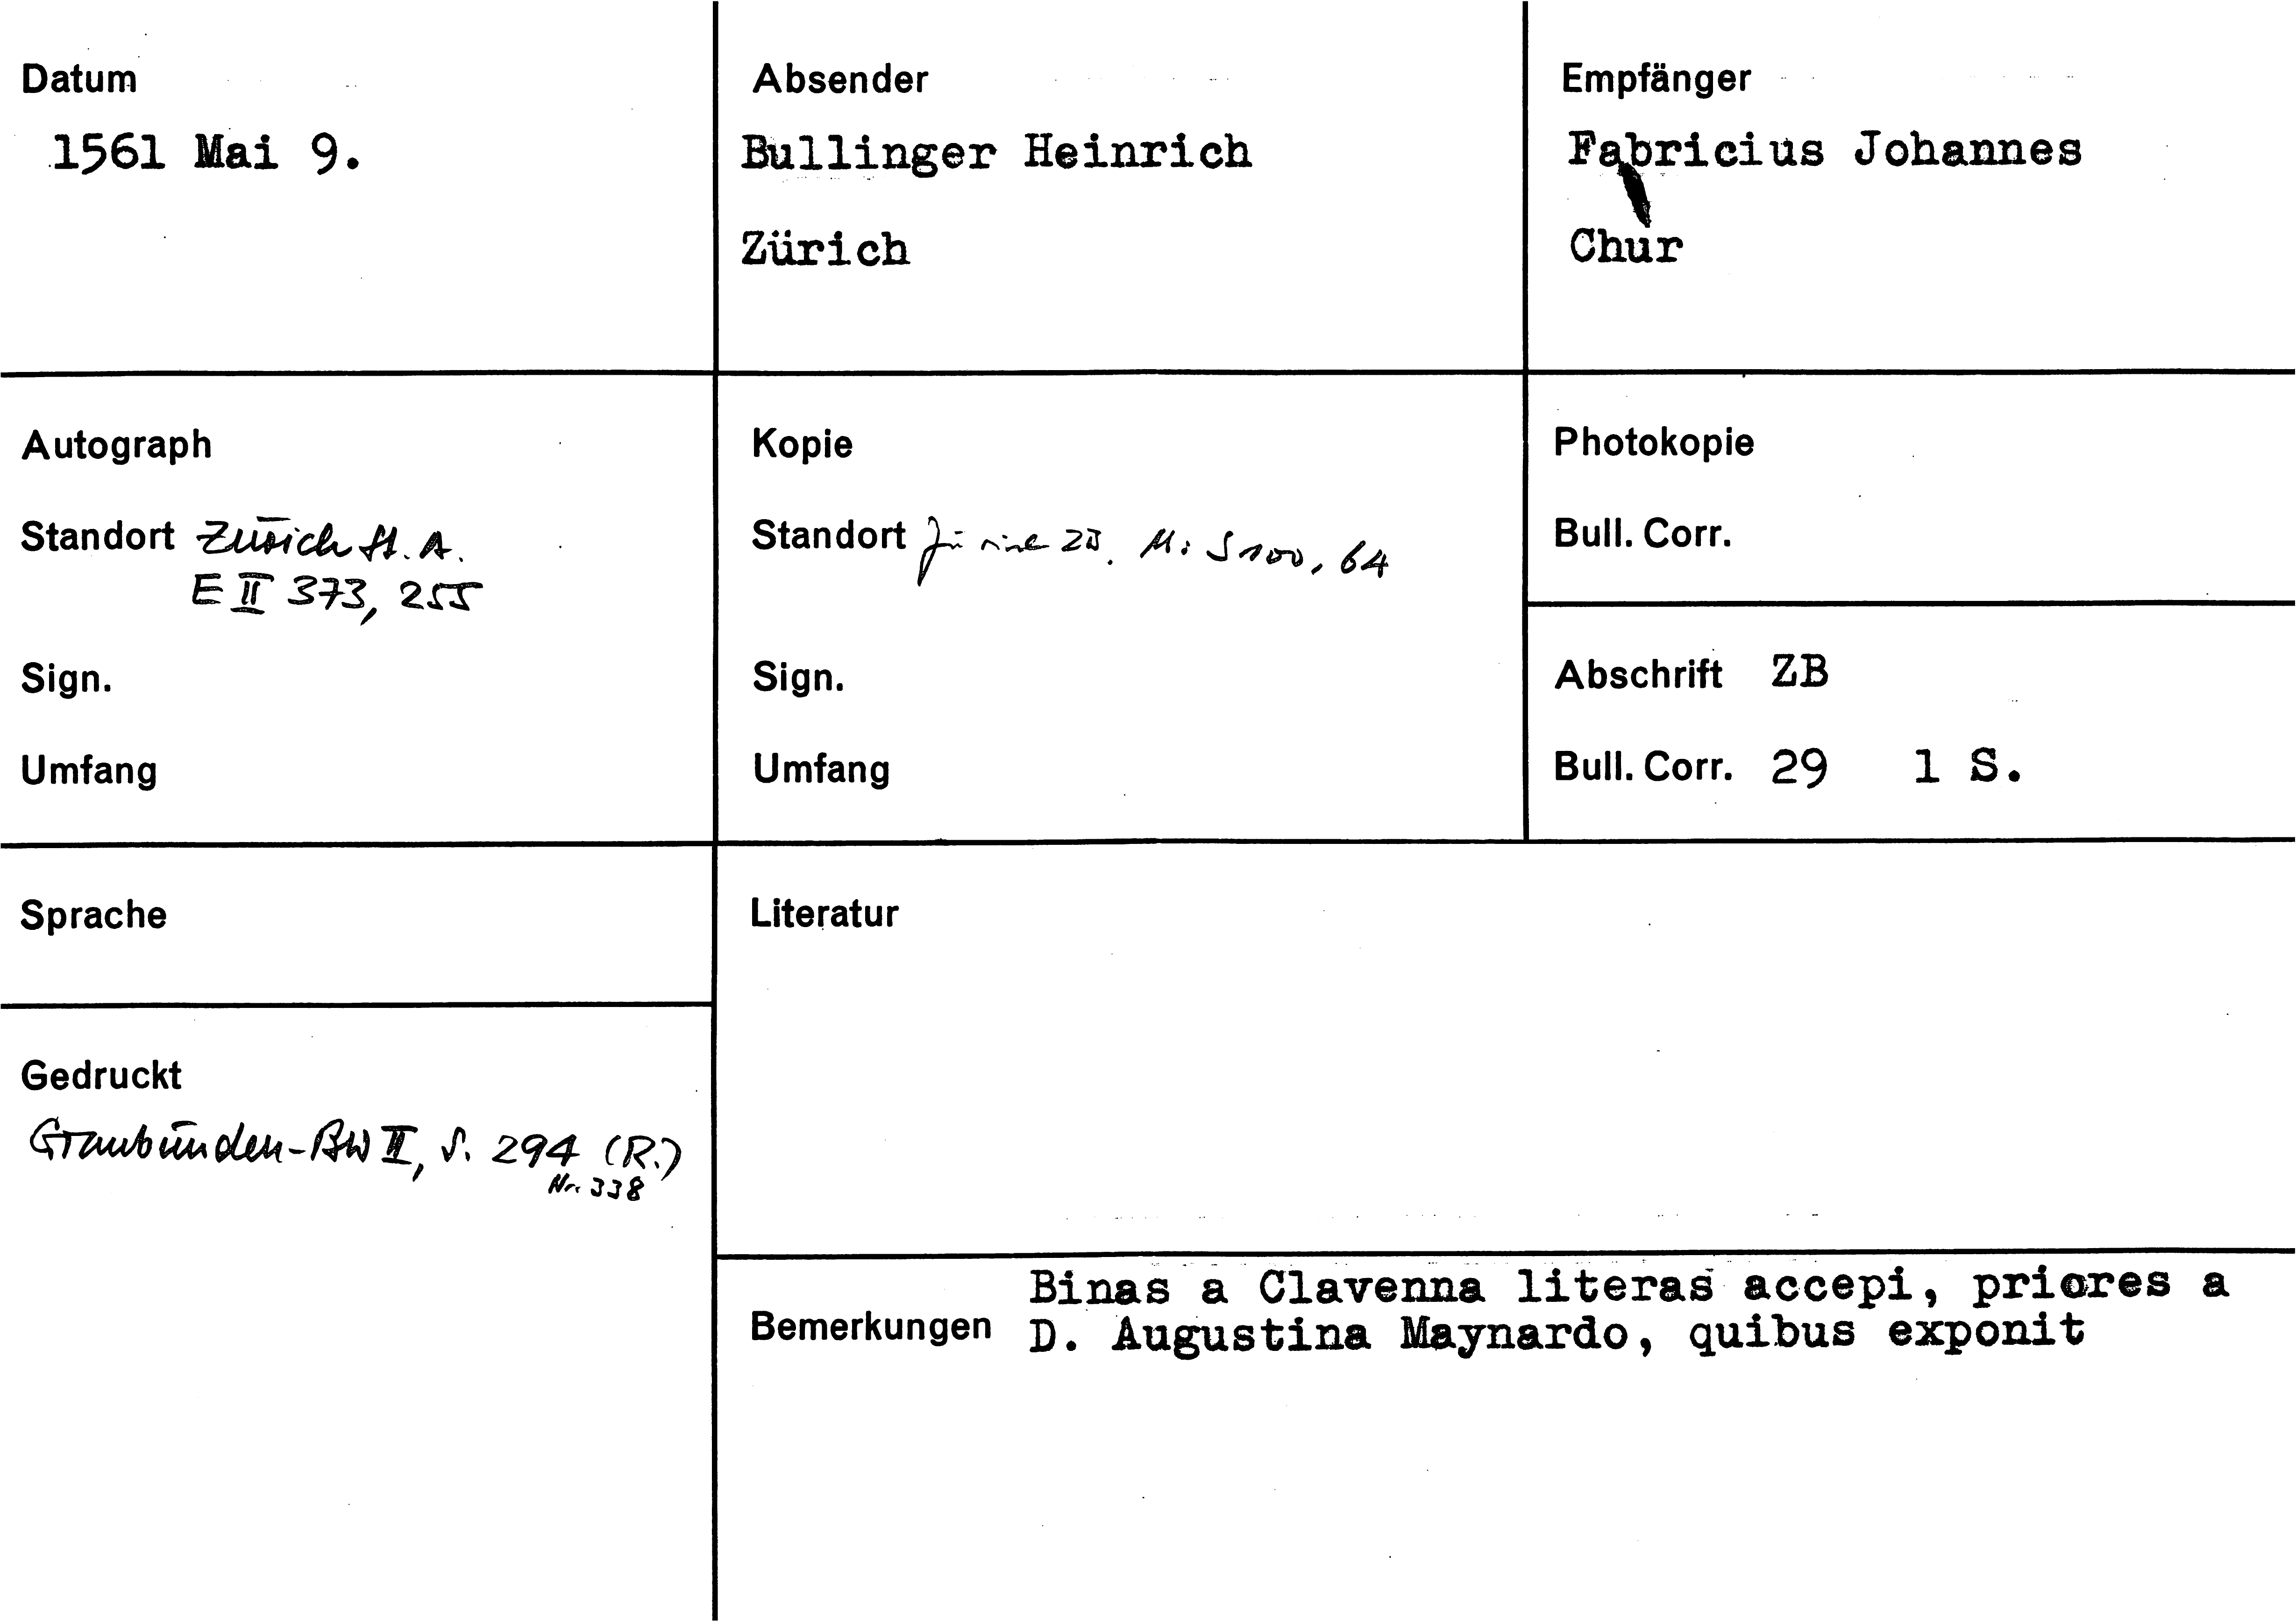 Datum
1561 Mai 9.
Absender
Bullinger Heinrich
Zürich
Empfänger
Fabricius Johannes
Chur
Autograph
Standort Zürich St. A.
E II 373, 255
Sign.
Umfang
Kopie
Standort Zürich ZB. Ms S 100, 64
Sign.
Umfang
Photokopie
Bull. Corr.
Abschrift ZB
Bull. Corr. 29 1 S.
Sprache
Literatur
Gedruckt
Graubünden-BW II, S. 294 (R.)
Nr. 338
Bemerkungen
Binas a Clavenna literas accepi, priores a
D. Augustina Maynardo, quibus exponit